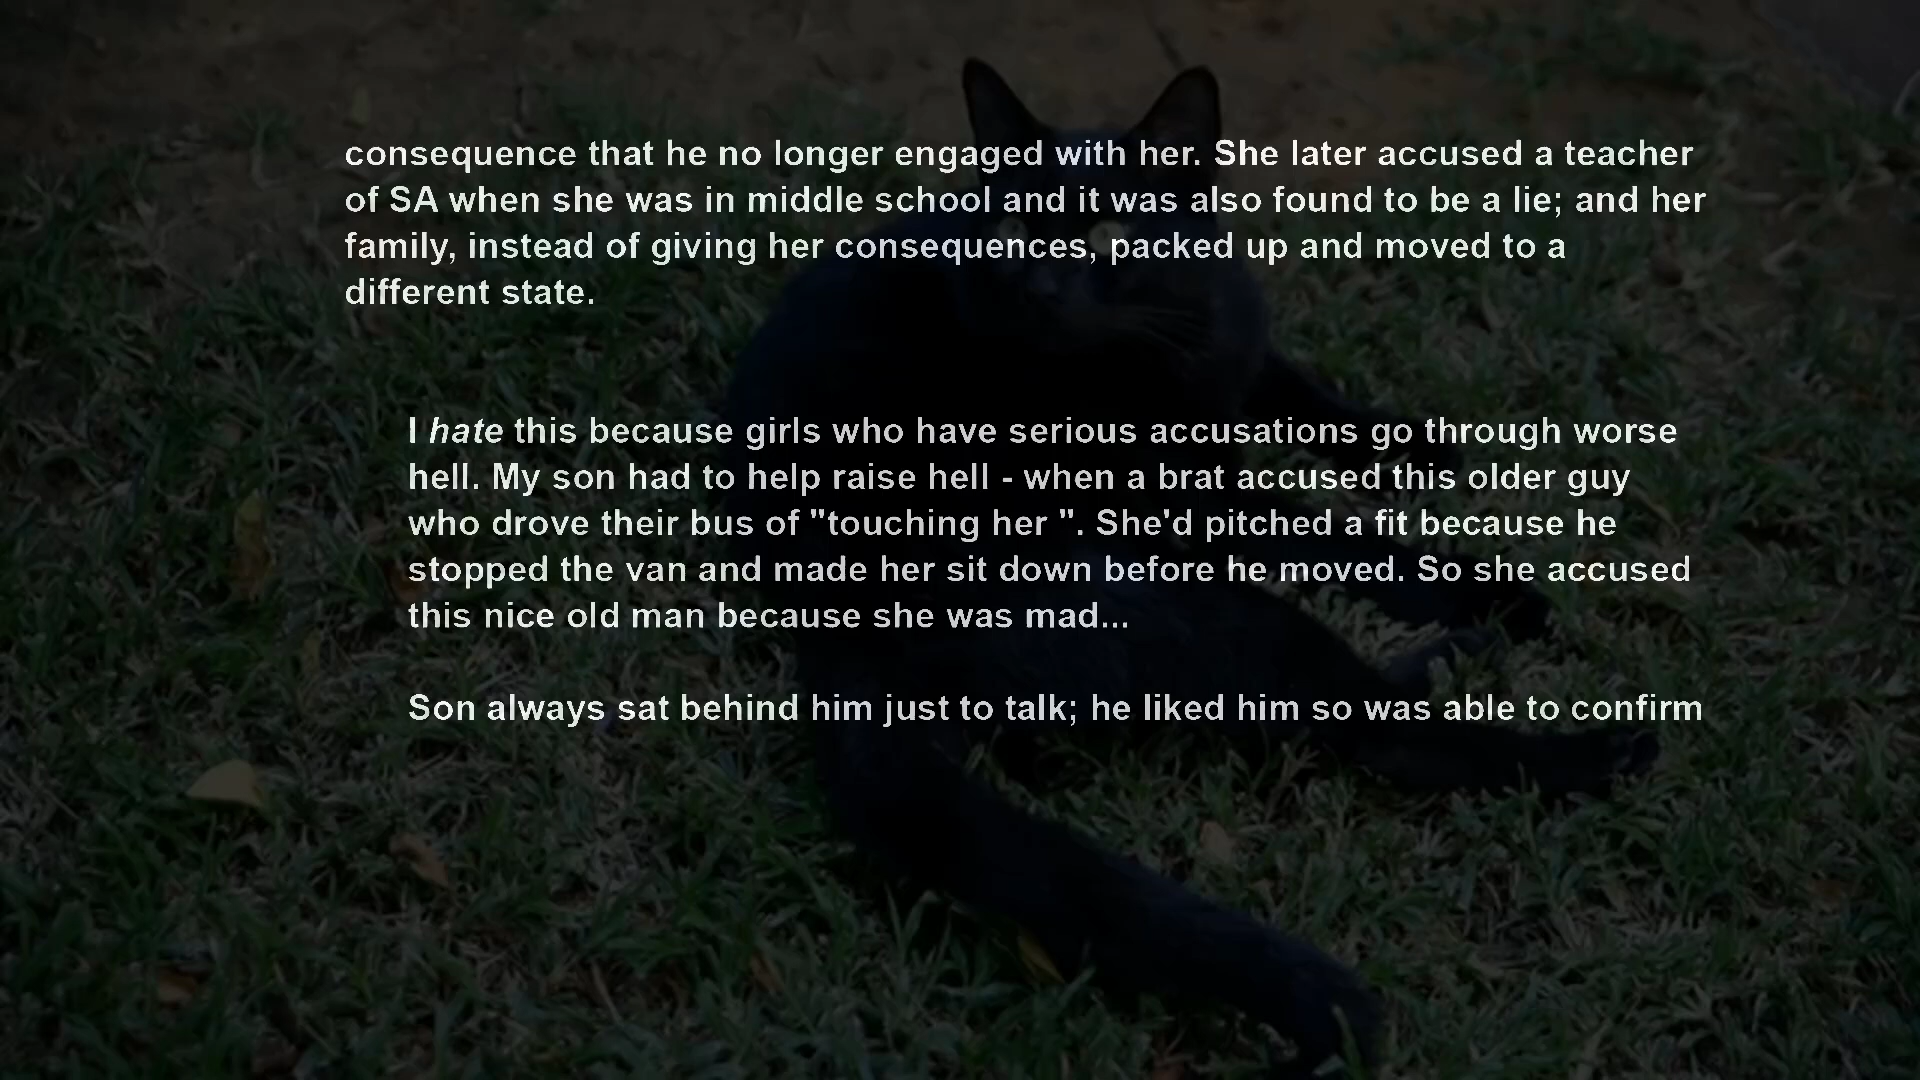 consequence that he no longer engaged with her. She later accused a teacher
of SA when she was in middle school and it was also found to be a lie; and her
family, instead of giving her consequences, packed up and moved to a
different state.
I hate this because girls who have serious accusations go through worse
hell. My son had to help raise hell - when a brat accused this older guy
who drove their bus of "touching her ". She'd pitched a fit because he
stopped the van and made her sit down before he moved. So she accused
this nice old man because she was mad...
Son always sat behind him just to talk; he liked him so was able to confirm